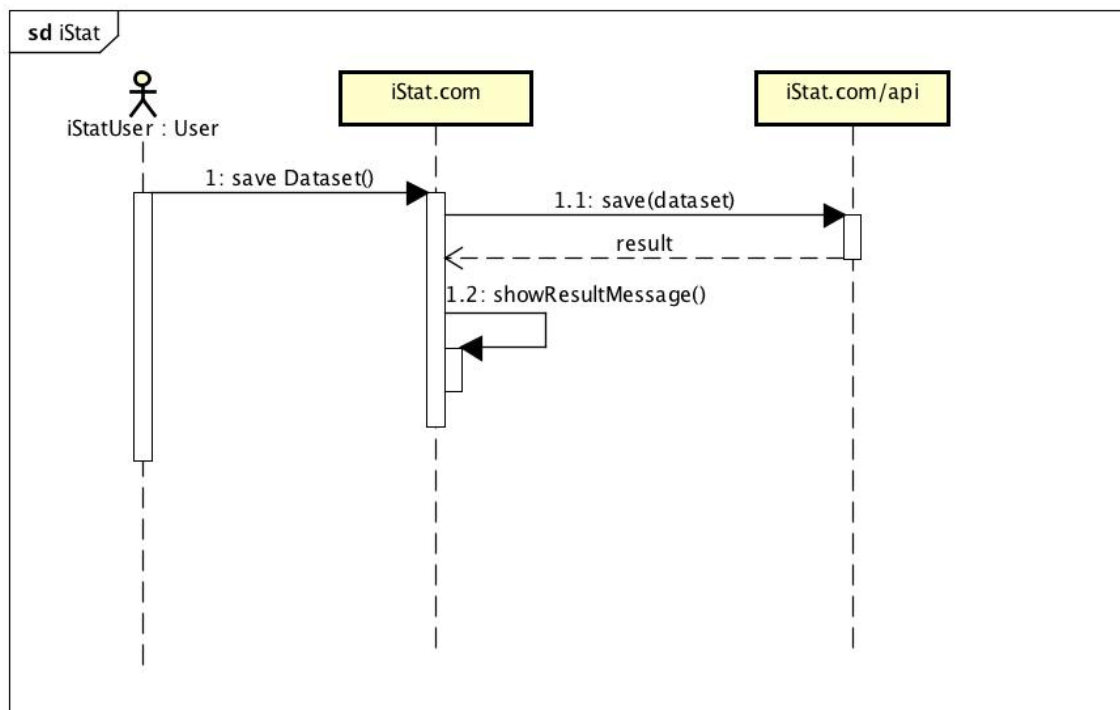 sd iStat
iStatUser : User
iStat.com
iStat.com/api
1: save Dataset()
1.1: save(dataset)
result
1.2: showResultMessage()